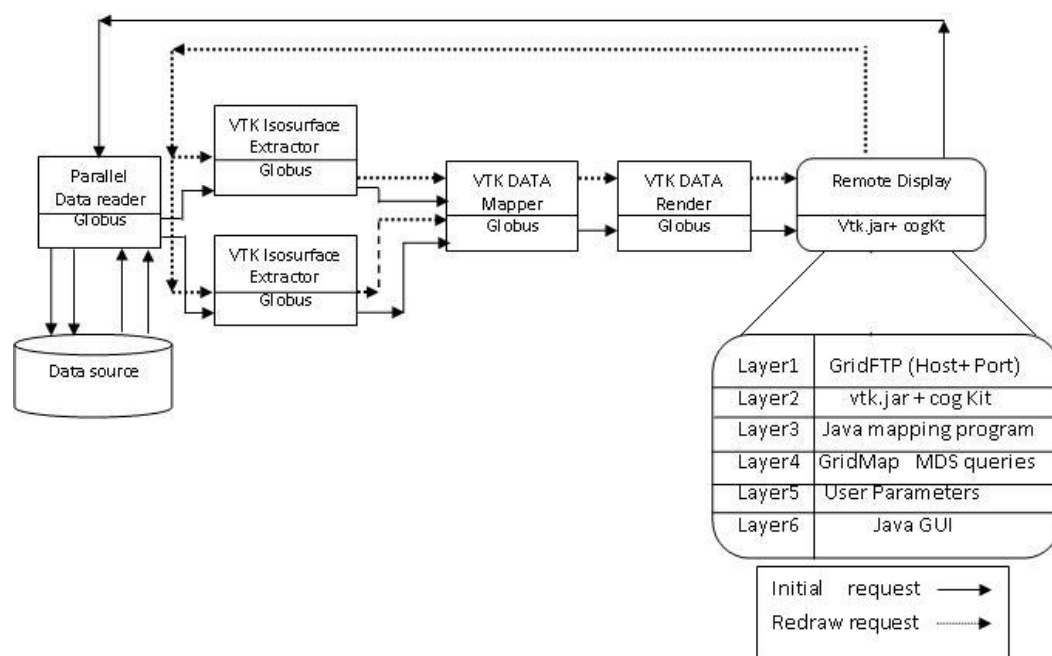 VTK Isosurface
Extractor
Globus
Parallel
Data reader
Globus
VTK DATA
Mapper
Globus
VTK DATA
Render
Globus
Remote Display
Vtk.jar+ cogKt
VTK Isosurface
Extractor
Globus
Data source
Layer1 GridFTP (Host+ Port)
Layer2 vtk.jar + cog Kit
Layer3 Java mapping program
Layer4 GridMap MDS queries
Layer5 User Parameters
Layer6 Java GUI
Initial request
Redraw request